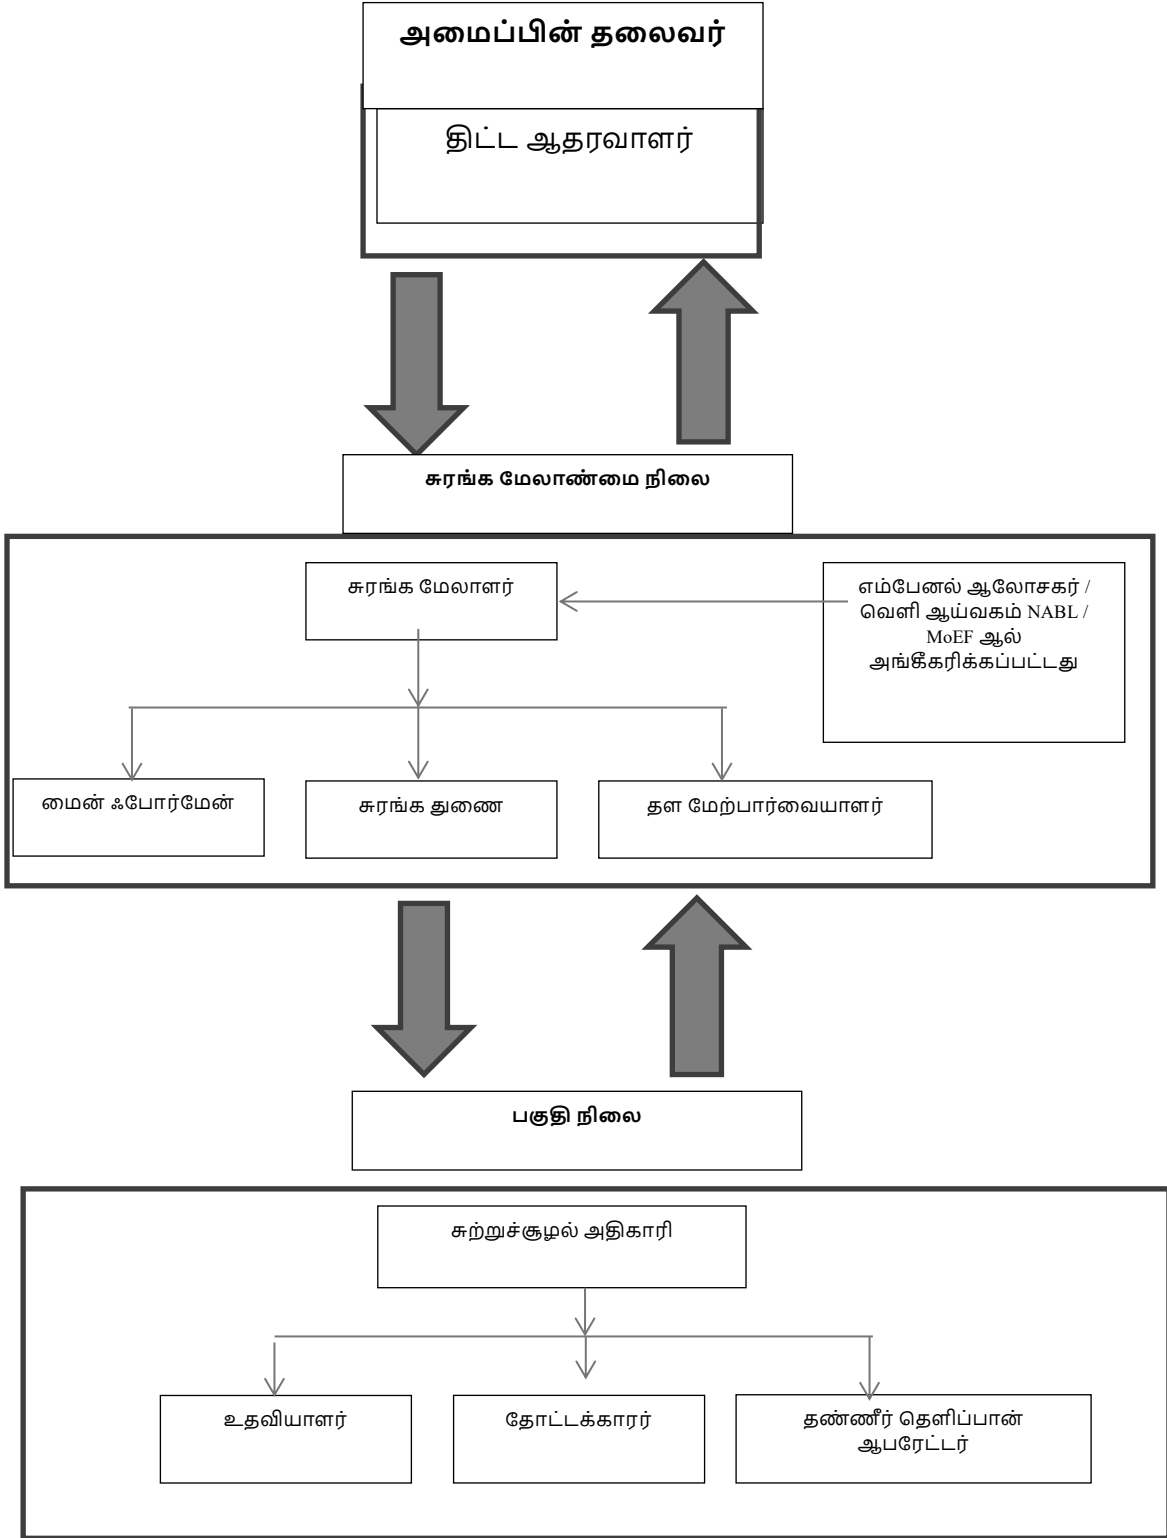 அமைப்பின் தலைவர்
திட்ட ஆதரவாளர்
சுரங்க மேலாண்மை நிலை
சுரங்க மேலாளர்
எம்பேனல் ஆலோசகர் /
வெளி ஆய்வகம் NABL /
MoEF ஆல்
அங்கீகரிக்கப்பட்டது
மைன் ஃபோர்மேன்
சுரங்க துணை
தள மேற்பார்வையாளர்
பகுதி நிலை
சுற்றுச்சூழல் அதிகாரி
உதவியாளர்
தோட்டக்காரர்
தண்ணீர் தெளிப்பான்
ஆபரேட்டர்